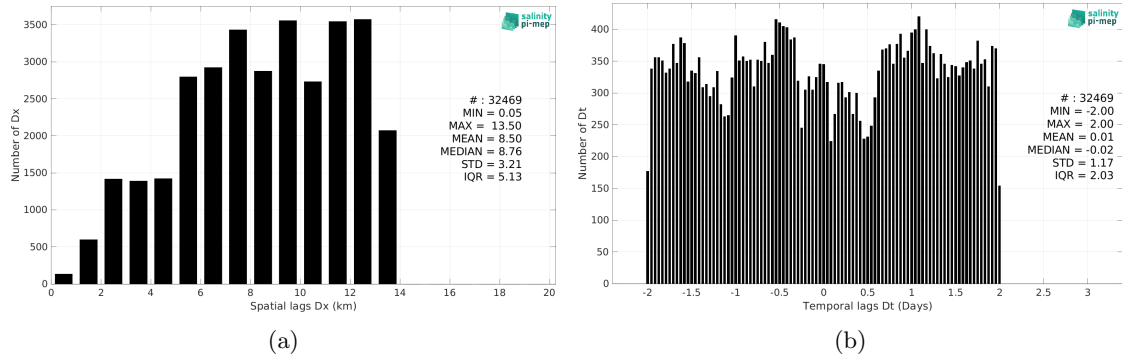 3500
3000
2500
2000
1500
1000
500
0
Number of Dx
0 2 4 6 8 10 12 14 16 18 20
Spatial lags Dx (km)
salinity
pi-mep
# : 32469
MIN = 0.05
MAX = 13.50
MEAN = 8.50
MEDIAN = 8.76
STD = 3.21
IQR = 5.13
(a)
400
350
300
250
200
150
100
50
0
Number of Dt
-2 -1.5 -1 -0.5 0 0.5 1 1.5 2 2.5 3
Temporal lags Dt (Days)
salinity
pi-mep
# : 32469
MIN = -2.00
MAX = 2.00
MEAN = 0.01
MEDIAN = -0.02
STD = 1.17
IQR = 2.03
(b)